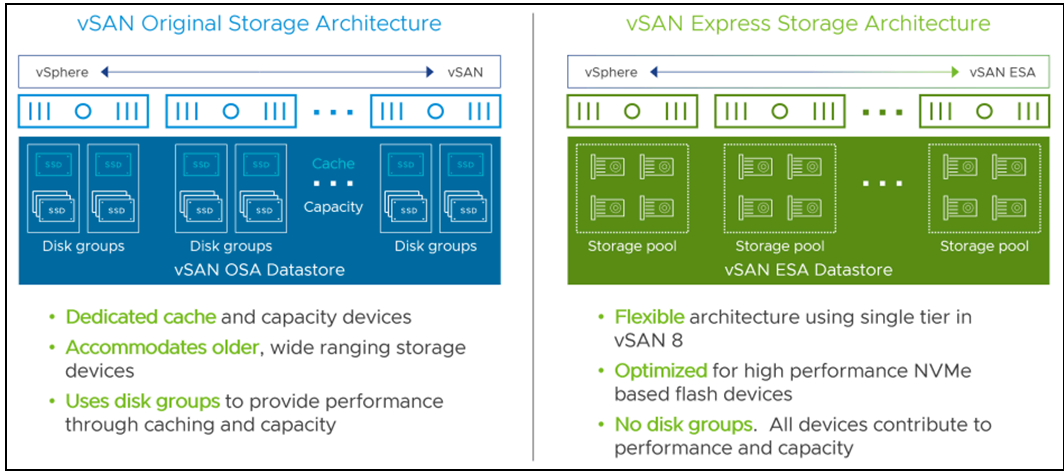 vSAN Original Storage Architecture
vSphere vSAN
SSD SSD SSD SSD Cache SSD SSD
SSD SSD SSD SSD Capacity SSD SSD
Disk groups Disk groups Disk groups
vSAN OSA Datastore
• Dedicated cache and capacity devices
• Accommodates older, wide ranging storage
devices
• Uses disk groups to provide performance
through caching and capacity
vSAN Express Storage Architecture
vSphere vSAN ESA
Storage pool Storage pool Storage pool
vSAN ESA Datastore
• Flexible architecture using single tier in
vSAN 8
• Optimized for high performance NVMe
based flash devices
• No disk groups. All devices contribute to
performance and capacity